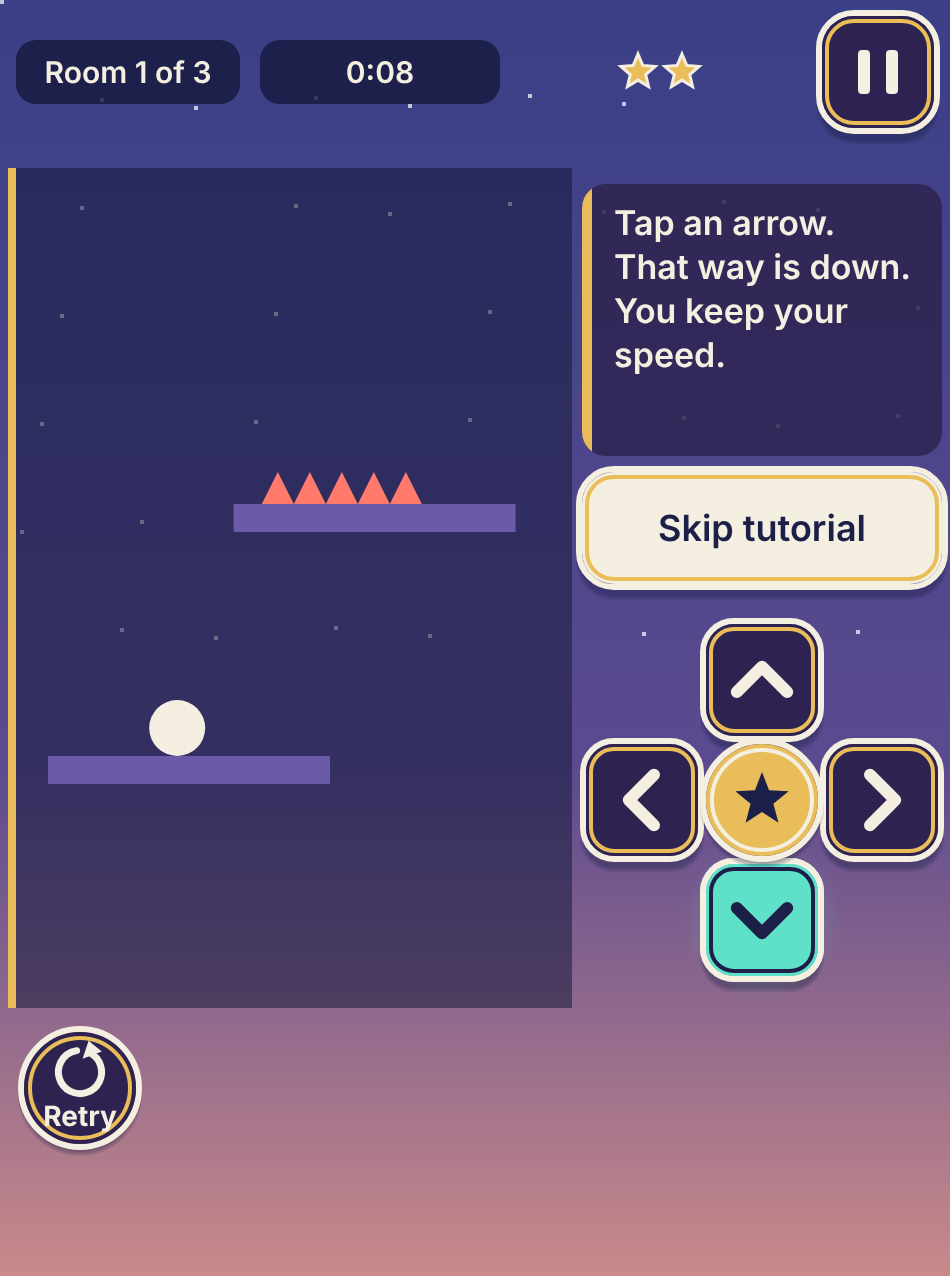 Room 1 of 3
0:08
Tap an arrow.
That way is down.
You keep your
speed.
Skip tutorial
Retry